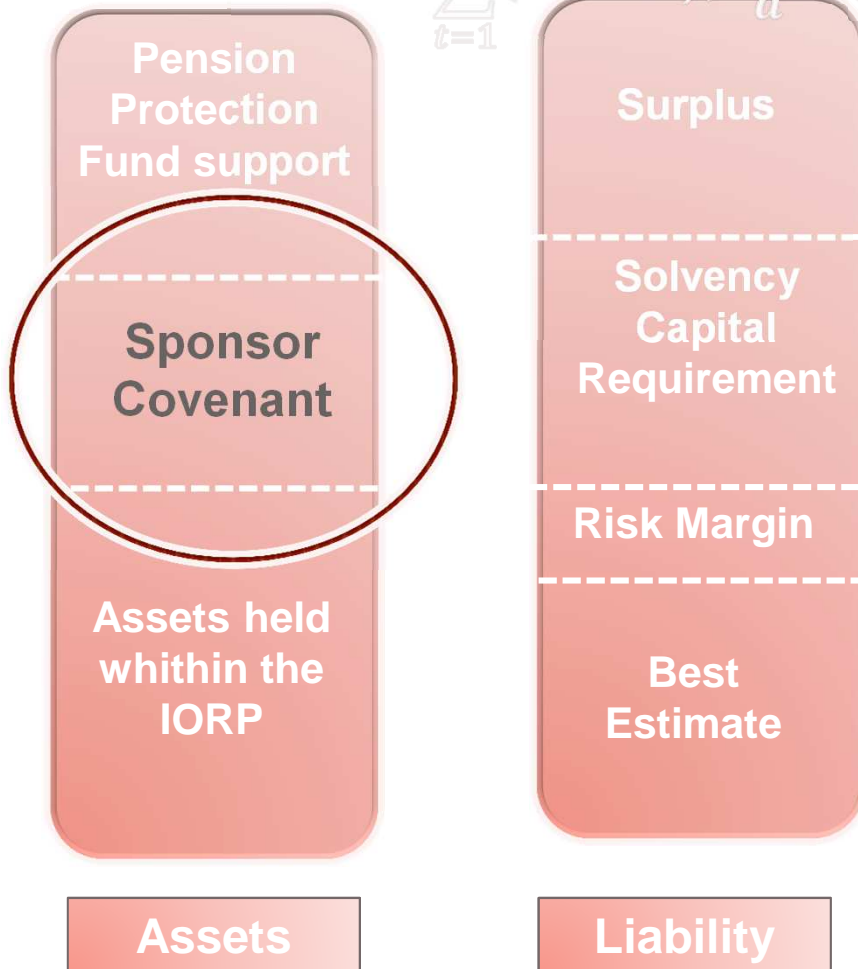 t=1
a
Pension
Protection
Fund support
Sponsor
Covenant
Assets held
whithin the
IORP
Assets
Surplus
Solvency
Capital
Requirement
Risk Margin
Best
Estimate
Liability